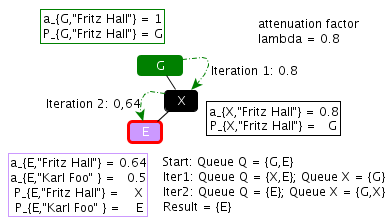 a_{G,"Fritz Hall"} = 1
P_{G,"Fritz Hall"} = G
attenuation factor
lambda = 0.8
G
Iteration 1: 0.8
X
Iteration 2: 0,64
E
a_{X,"Fritz Hall"} = 0.8
P_{X,"Fritz Hall"} = G
a_{E,"Fritz Hall"} = 0.64
a_{E,"Karl Foo" } = 0.5
P_{E,"Fritz Hall"} = X
P_{E,"Karl Foo" } = E
Start: Queue Q = {G,E}
Iter1: Queue Q = {X,E}; Queue X = {G}
Iter2: Queue Q = {E}; Queue X = {G,X}
Result = {E}